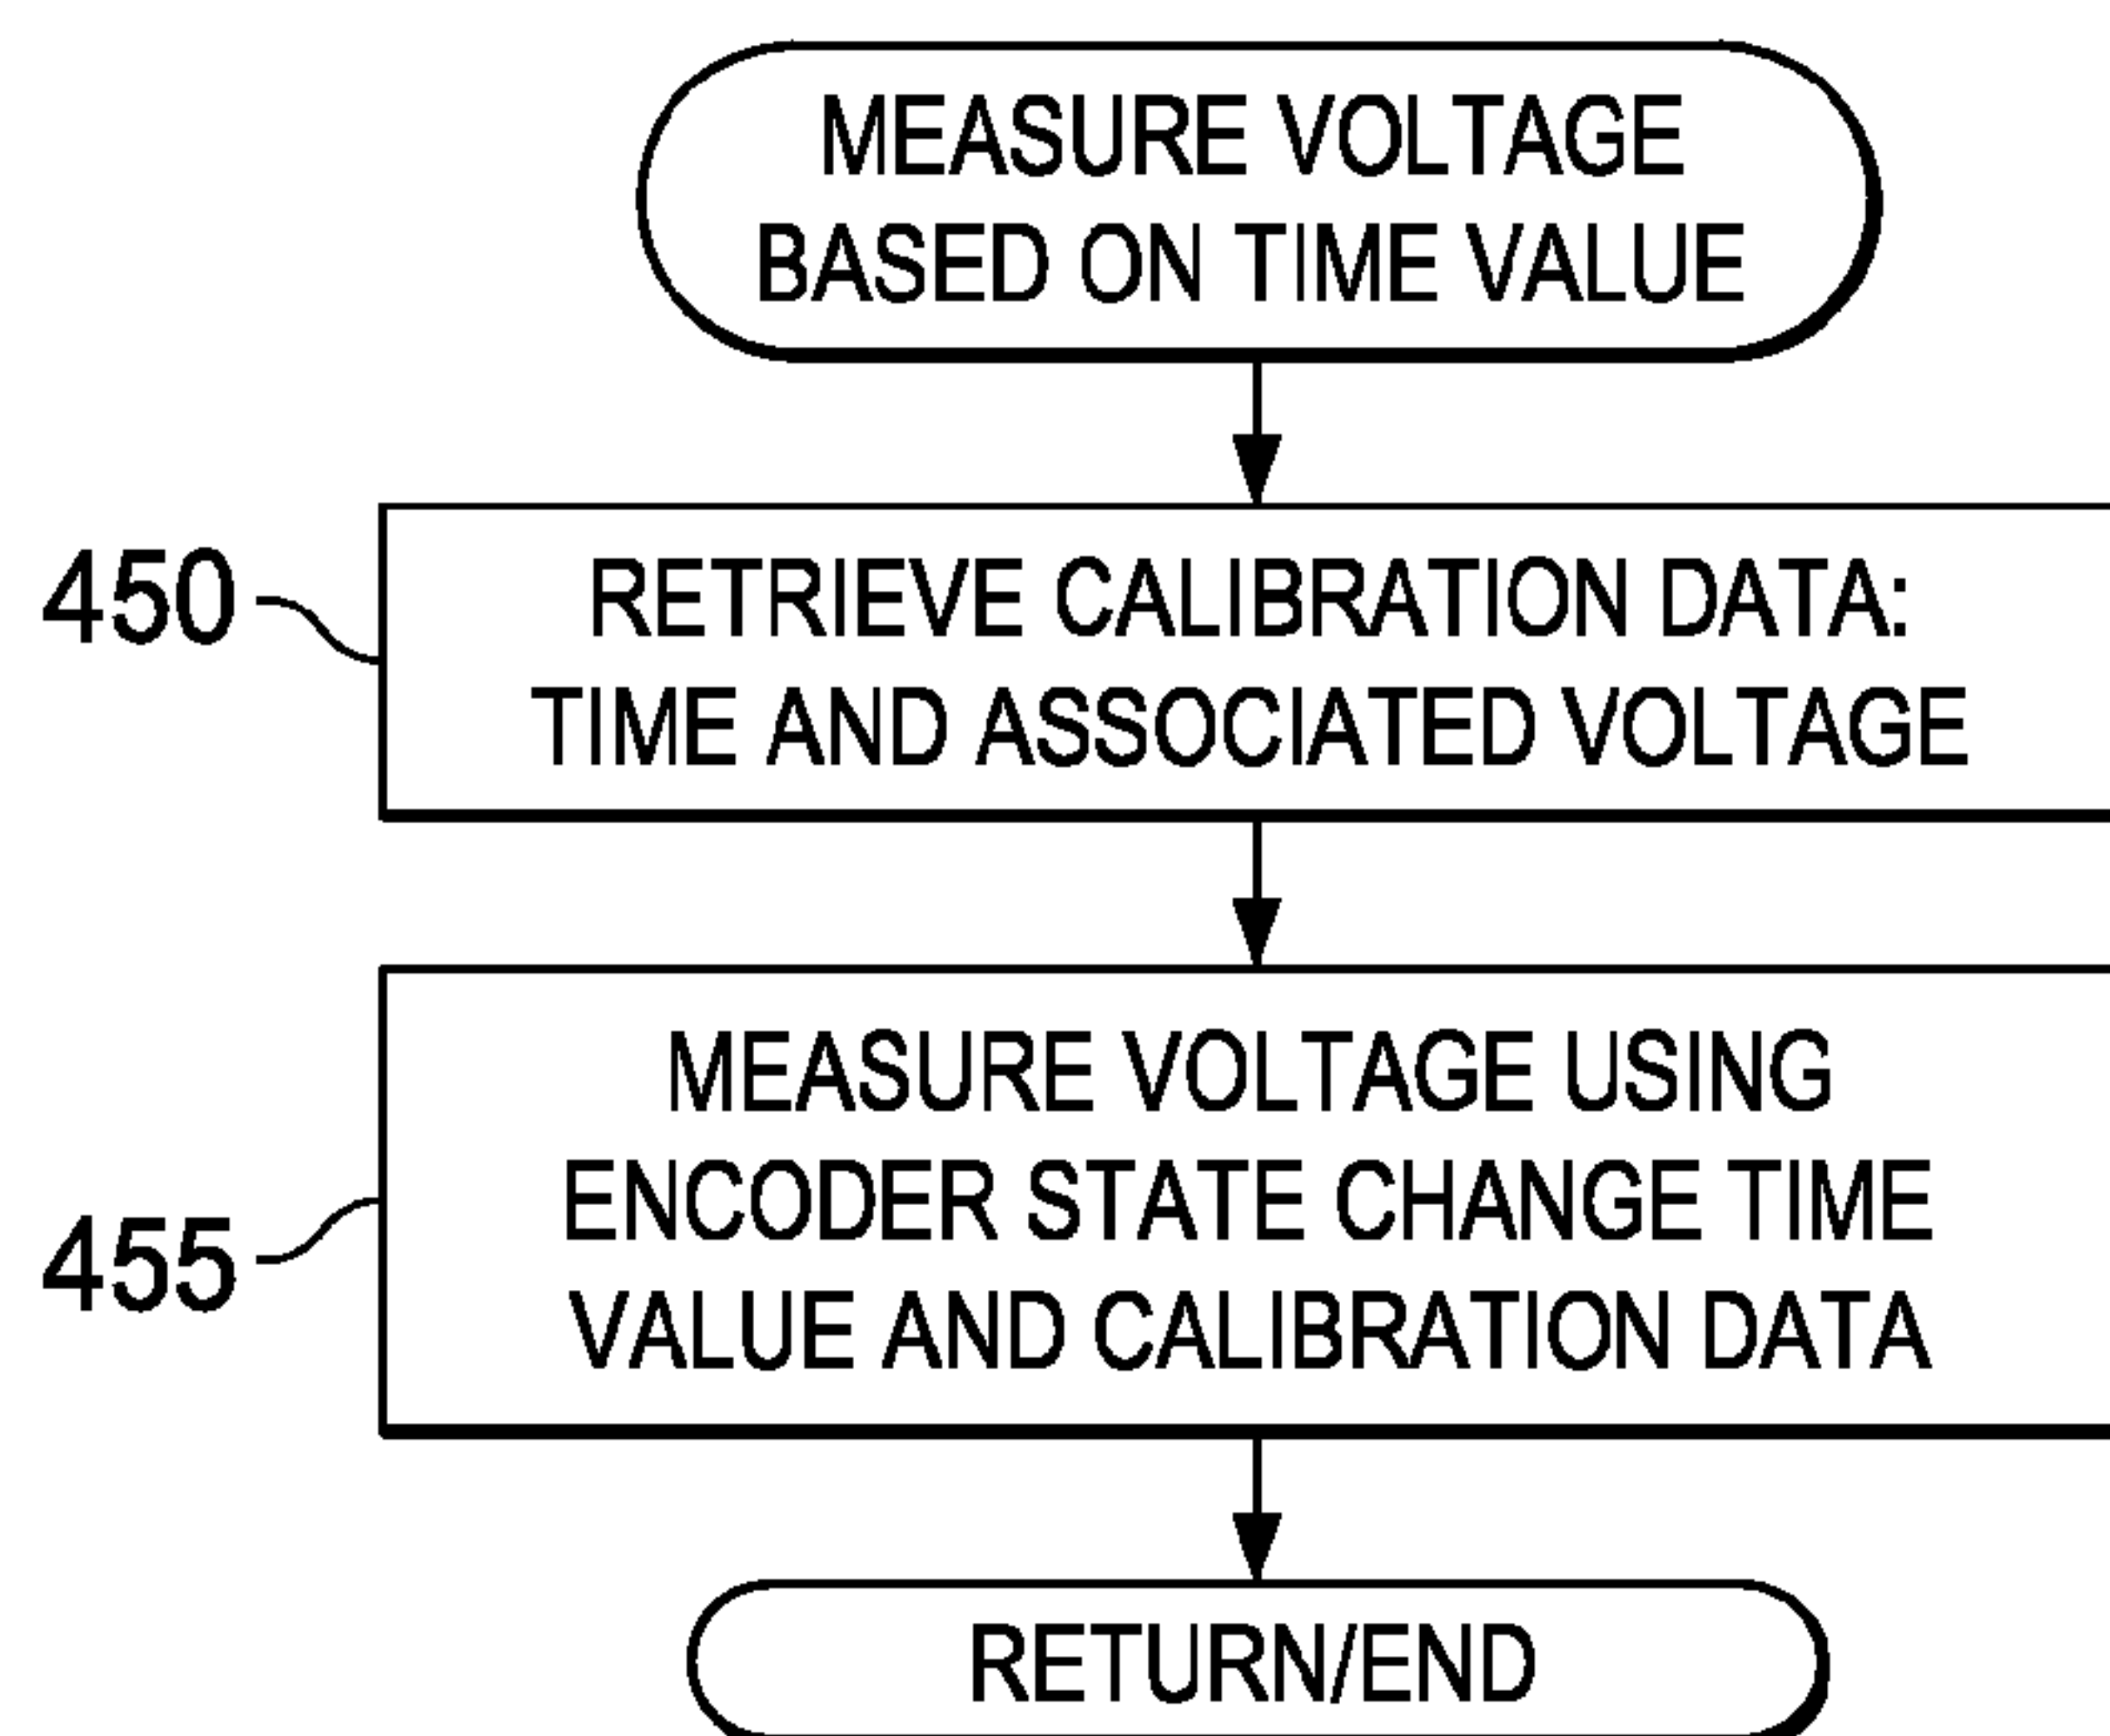 MEASURE VOLTAGE
BASED ON TIME VALUE
450
RETRIEVE CALIBRATION DATA:
TIME AND ASSOCIATED VOLTAGE
MEASURE VOLTAGE USING
ENCODER STATE CHANGE TIME
455
VALUE AND CALIBRATION DATA
RETURN/END